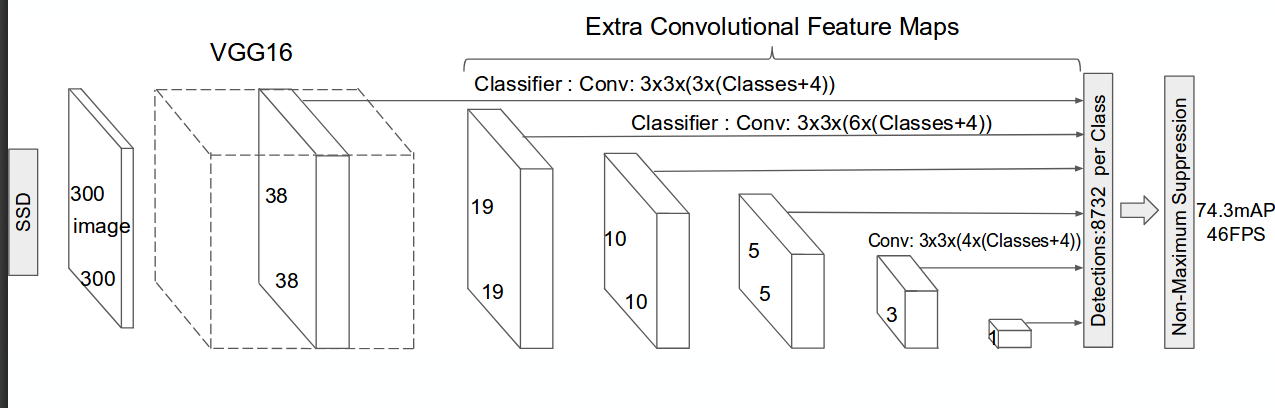 Extra Convolutional Feature Maps
VGG16
Classifier : Conv: 3x3x(3x(Classes+4))
Classifier : Conv: 3x3x(6x(Classes+4))
SSD
300
image
300
38
38
19
19
10
10
5
5
Conv: 3x3x(4x(Classes+4))
3
1
Detections:8732 per Class
Non-Maximum Suppression
74.3mAP
46FPS